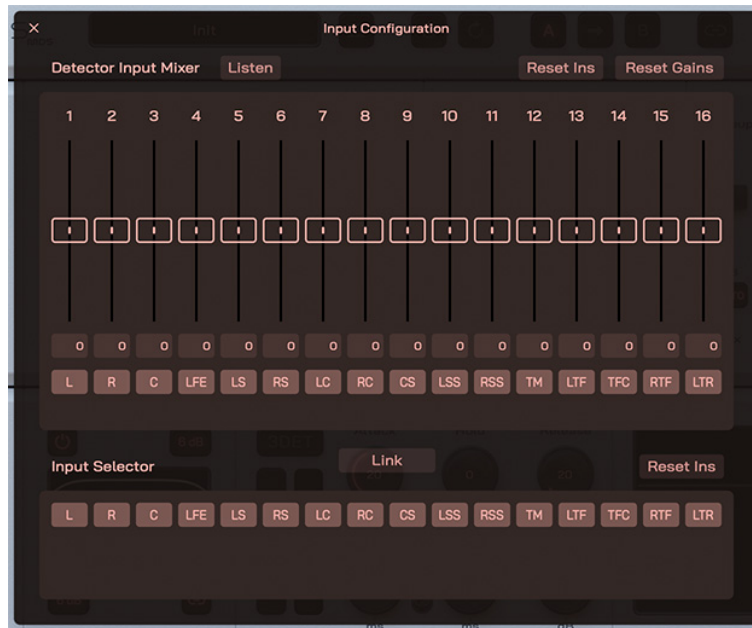 Init
Input Configuration
A
B
Detector Input Mixer Listen Reset Ins Reset Gains
1 2 3 4 5 6 7 8 9 10 11 12 13 14 15 16
0 0 0 0 0 0 0 0 0 0 0 0 0 0 0 0
L R C LFE LS RS LC RC CS LSS RSS TM LTF TFC RTF LTR
Input Selector Link Reset Ins
L R C LFE LS RS LC RC CS LSS RSS TM LTF TFC RTF LTR